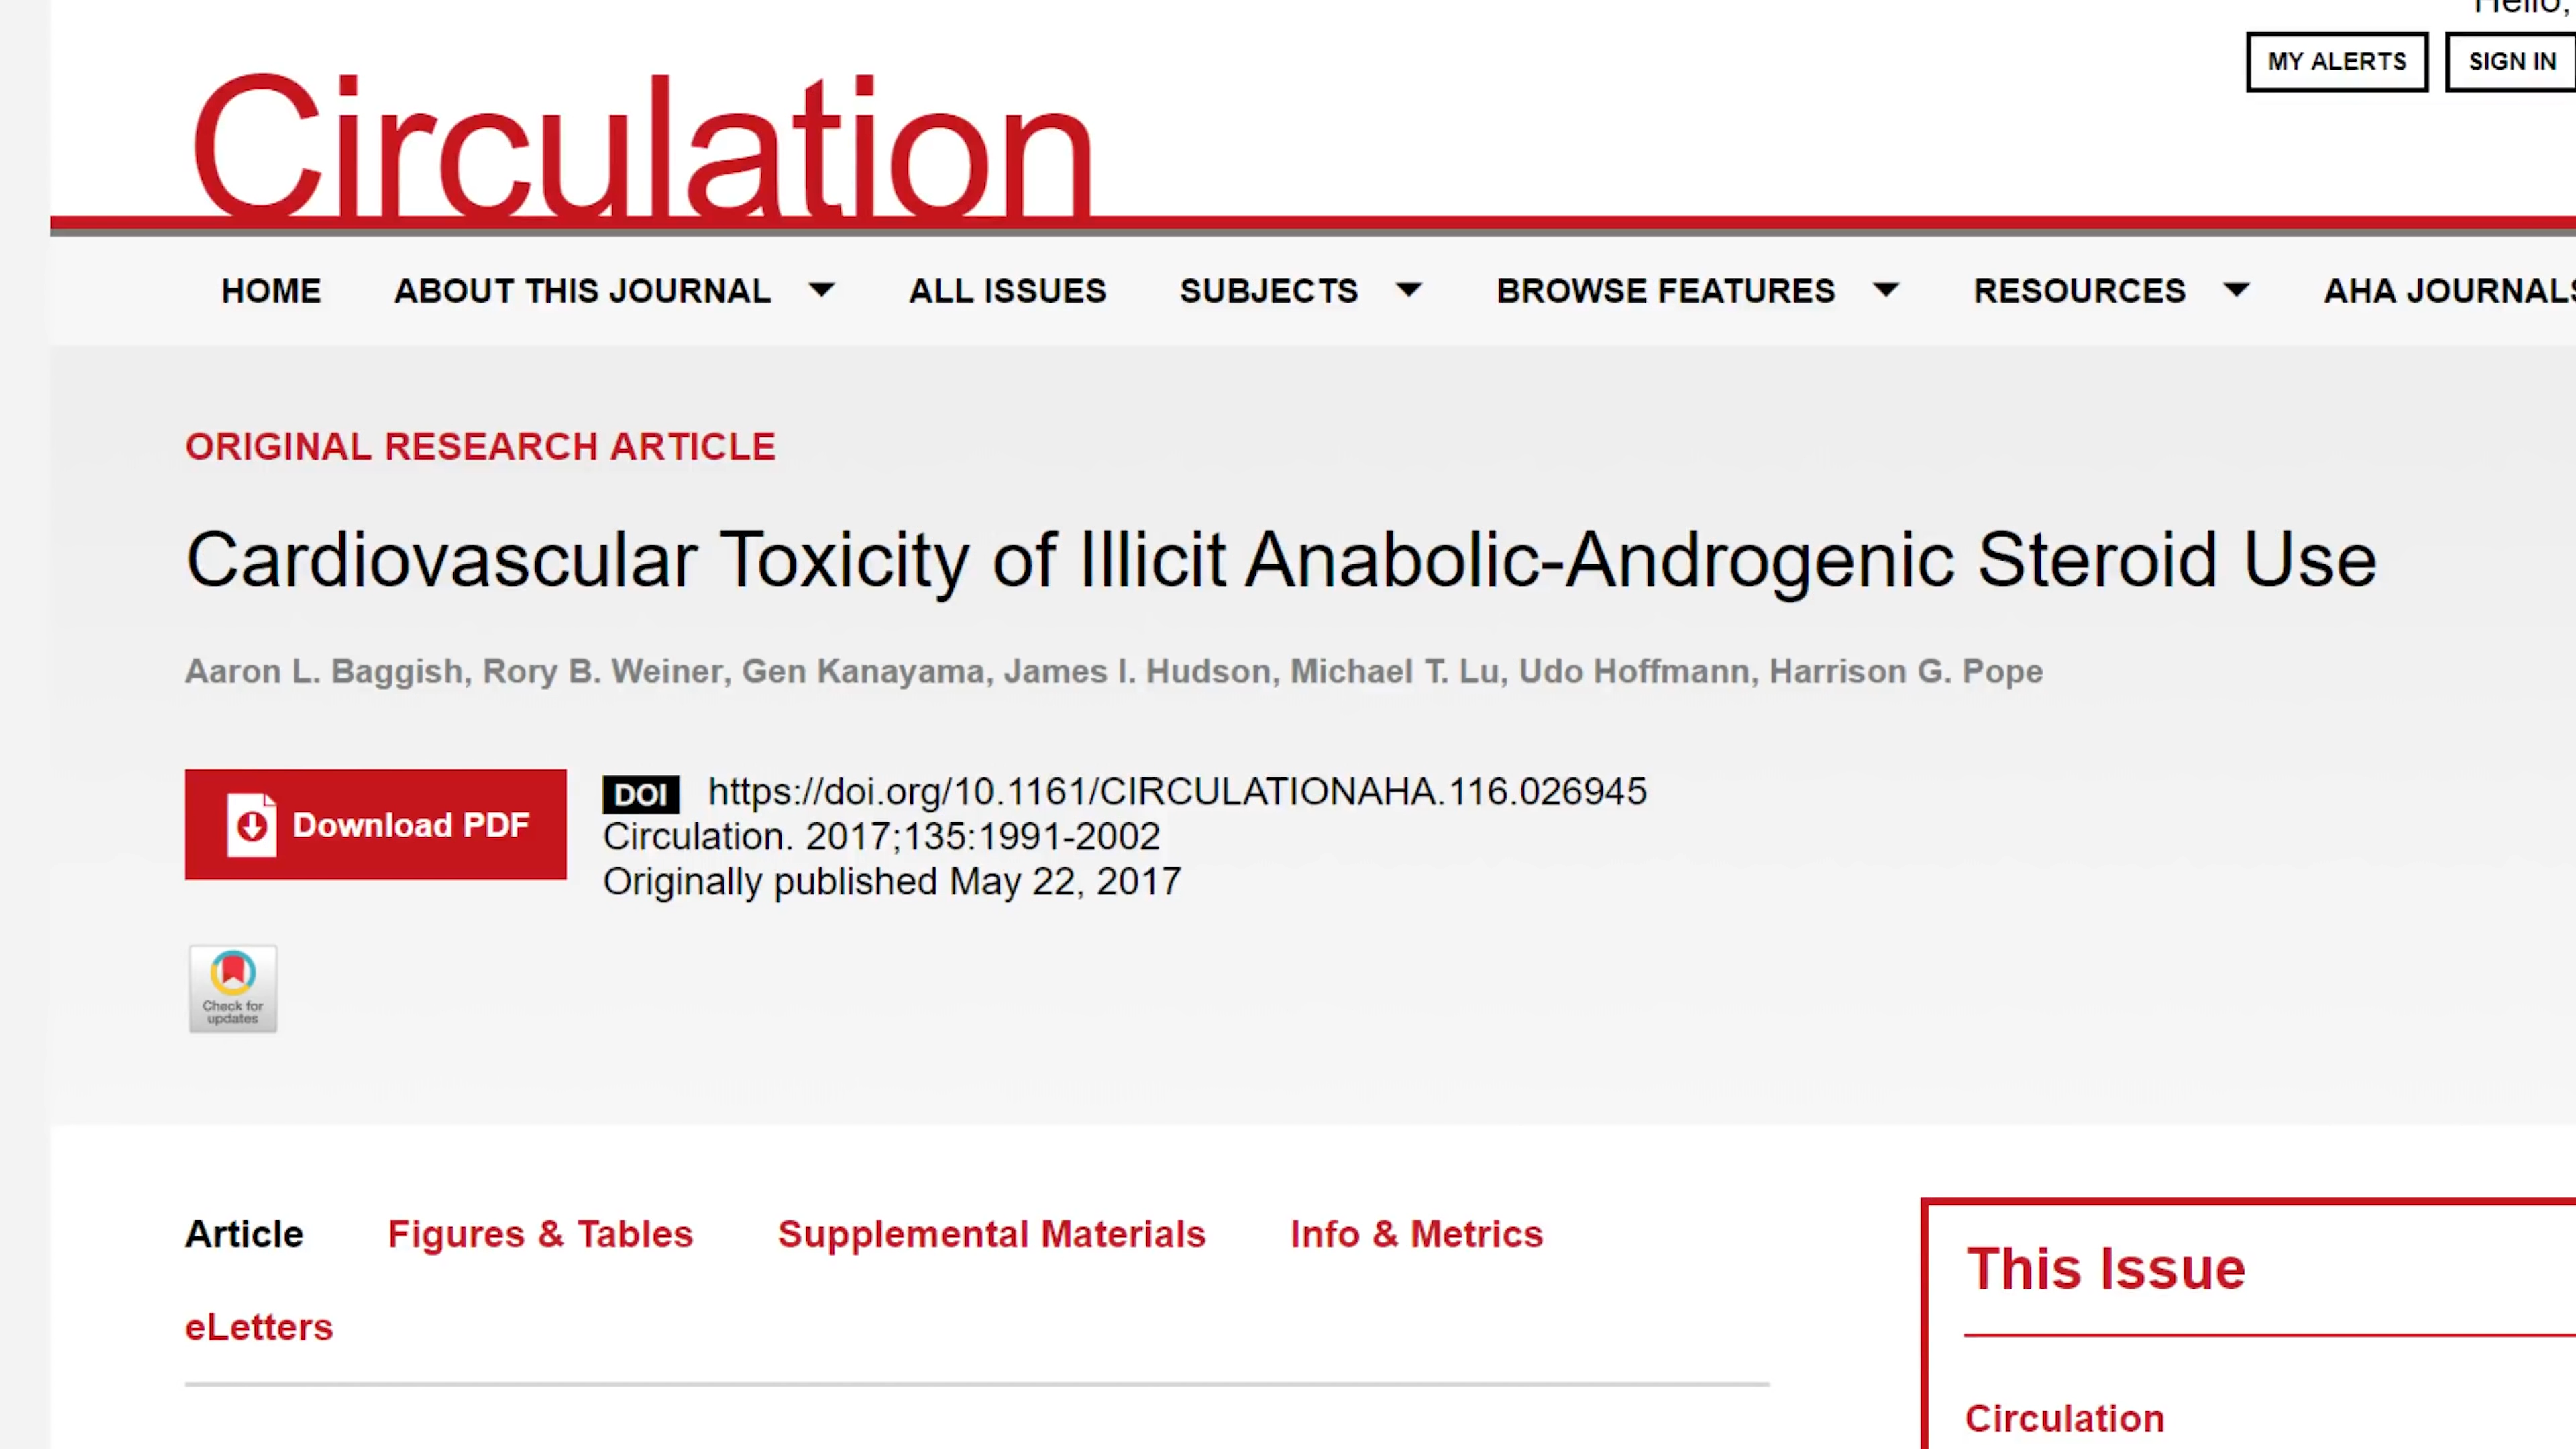 Hello,
MY ALERTS SIGN IN
Circulation
HOME ABOUT THIS JOURNAL ALL ISSUES SUBJECTS BROWSE FEATURES RESOURCES AHA JOURNALS
ORIGINAL RESEARCH ARTICLE
Cardiovascular Toxicity of Illicit Anabolic-Androgenic Steroid Use
Aaron L. Baggish, Rory B. Weiner, Gen Kanayama, James I. Hudson, Michael T. Lu, Udo Hoffmann, Harrison G. Pope
Download PDF
DOI https://doi.org/10.1161/CIRCULATIONAHA.116.026945
Circulation. 2017;135:1991-2002
Originally published May 22, 2017
Check for
updates
Article Figures & Tables Supplemental Materials Info & Metrics
eLetters
This Issue
Circulation